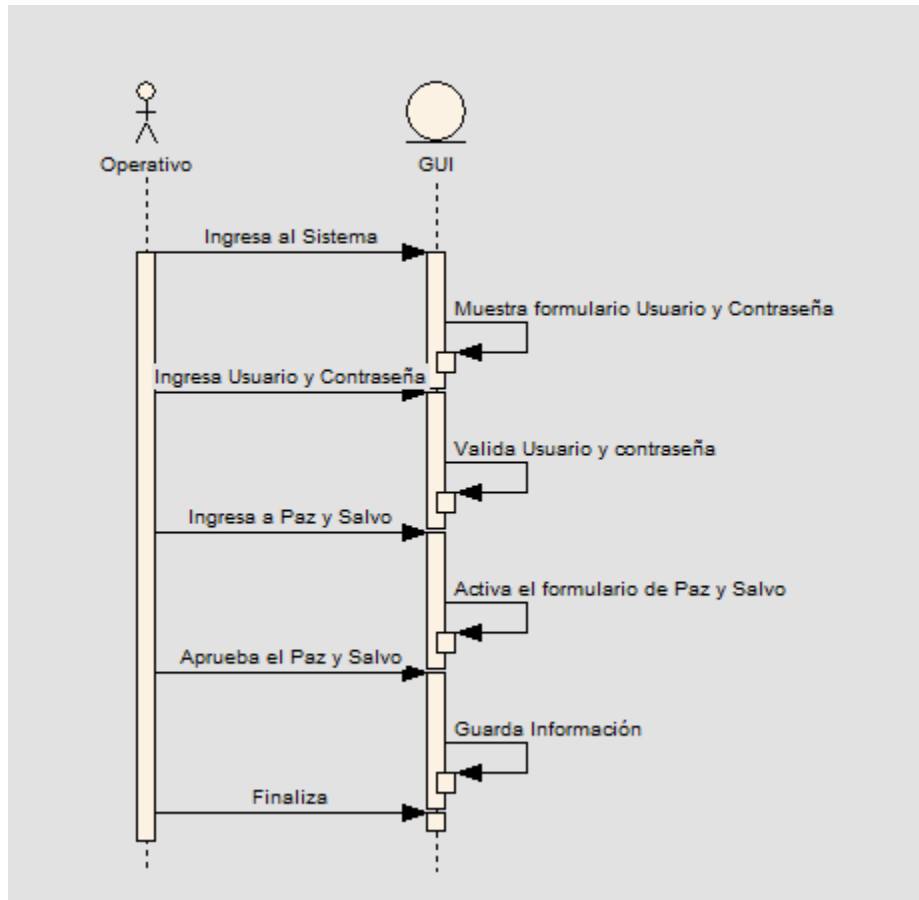 Operativo
GUI
Ingresa al Sistema
Muestra formulario Usuario y Contraseña
Ingresa Usuario y Contraseña
Valida Usuario y contraseña
Ingresa a Paz y Salvo
Activa el formulario de Paz y Salvo
Aprueba el Paz y Salvo
Guarda Información
Finaliza